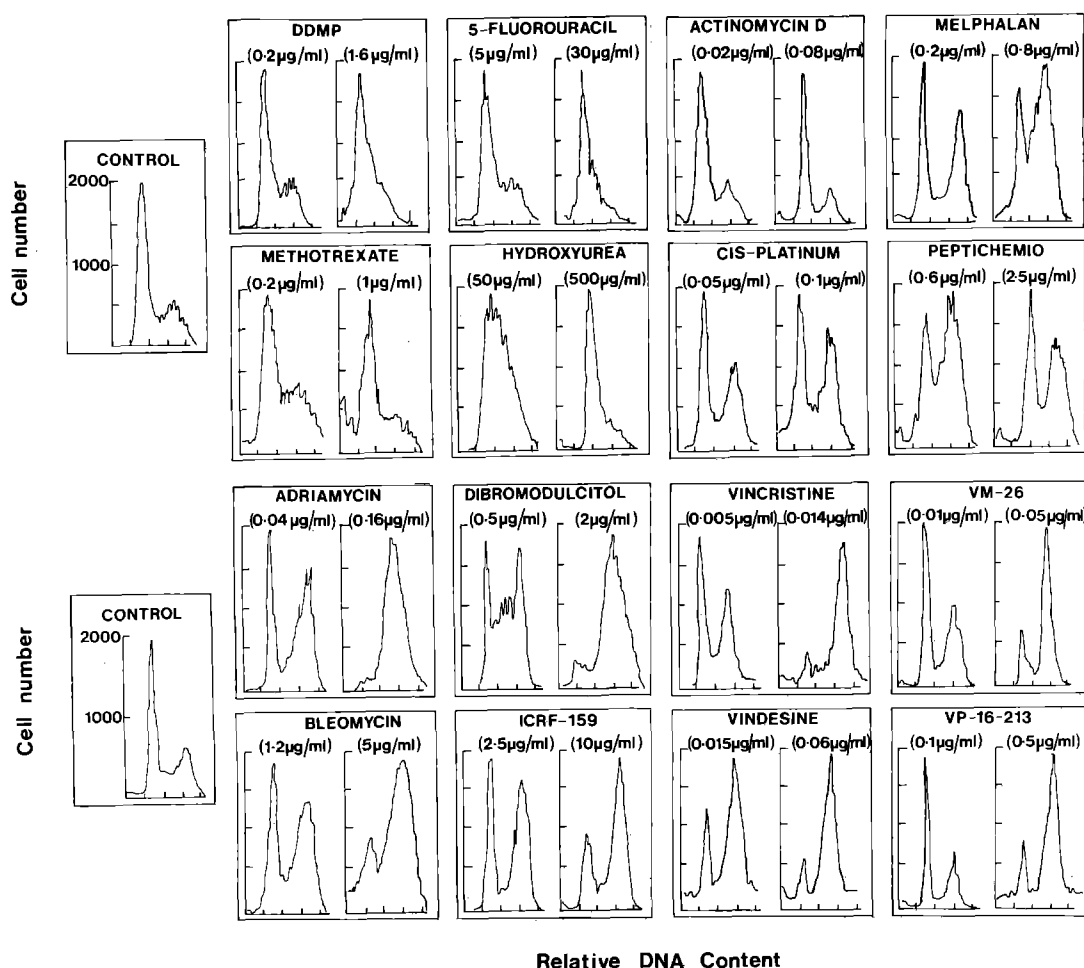 DDMP
(0·2µg/ml) (1·6µg/ml)
5-FLUOROURACIL
(5µg/ml) (30µg/ml)
ACTINOMYCIN D
(0·02µg/ml) (0·08µg/ml)
MELPHALAN
(0·2µg/ml) (0·8µg/ml)
CONTROL
2000
1000
Cell number
METHOTREXATE
(0·2µg/ml) (1µg/ml)
HYDROXYUREA
(50µg/ml) (500µg/ml)
CIS-PLATINUM
(0·05µg/ml) (0·1µg/ml)
PEPTICHEMIO
(0·6µg/ml) (2·5µg/ml)
ADRIAMYCIN
(0·04µg/ml) (0·16µg/ml)
DIBROMODULCITOL
(0·5µg/ml) (2µg/ml)
VINCRISTINE
(0·005µg/ml) (0·014µg/ml)
VM-26
(0·01µg/ml) (0·05µg/ml)
CONTROL
2000
1000
Cell number
BLEOMYCIN
(1·2µg/ml) (5µg/ml)
ICRF-159
(2·5µg/ml) (10µg/ml)
VINDESINE
(0·015µg/ml) (0·06µg/ml)
VP-16-213
(0·1µg/ml) (0·5µg/ml)
Relative DNA Content